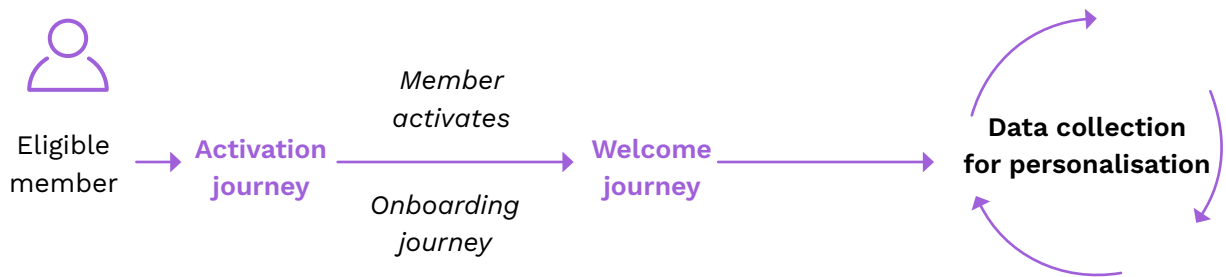 Eligible
member
Activation
journey
Member
activates
Onboarding
journey
Welcome
journey
Data collection
for personalisation